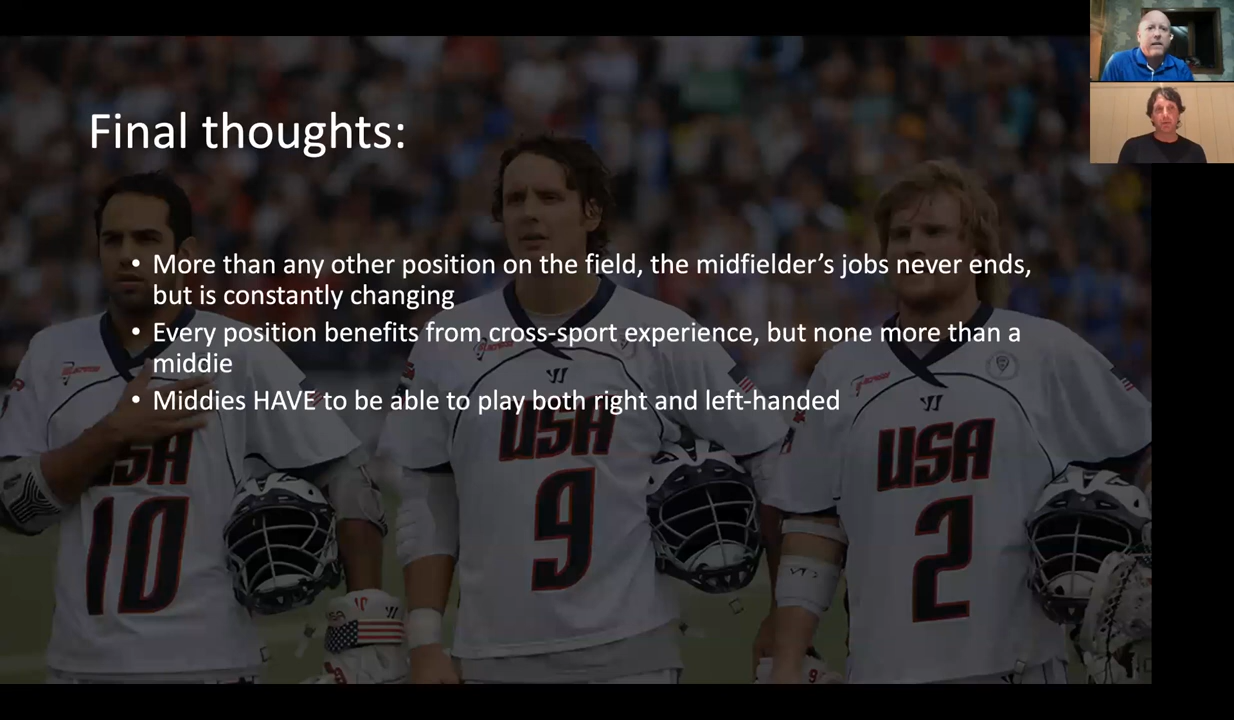 Final thoughts:
• More than any other position on the field, the midfielder’s jobs never ends,
but is constantly changing
• Every position benefits from cross-sport experience, but none more than a
middie
• Middies HAVE to be able to play both right and left-handed
USA
USA
USA
10
9
2
USA